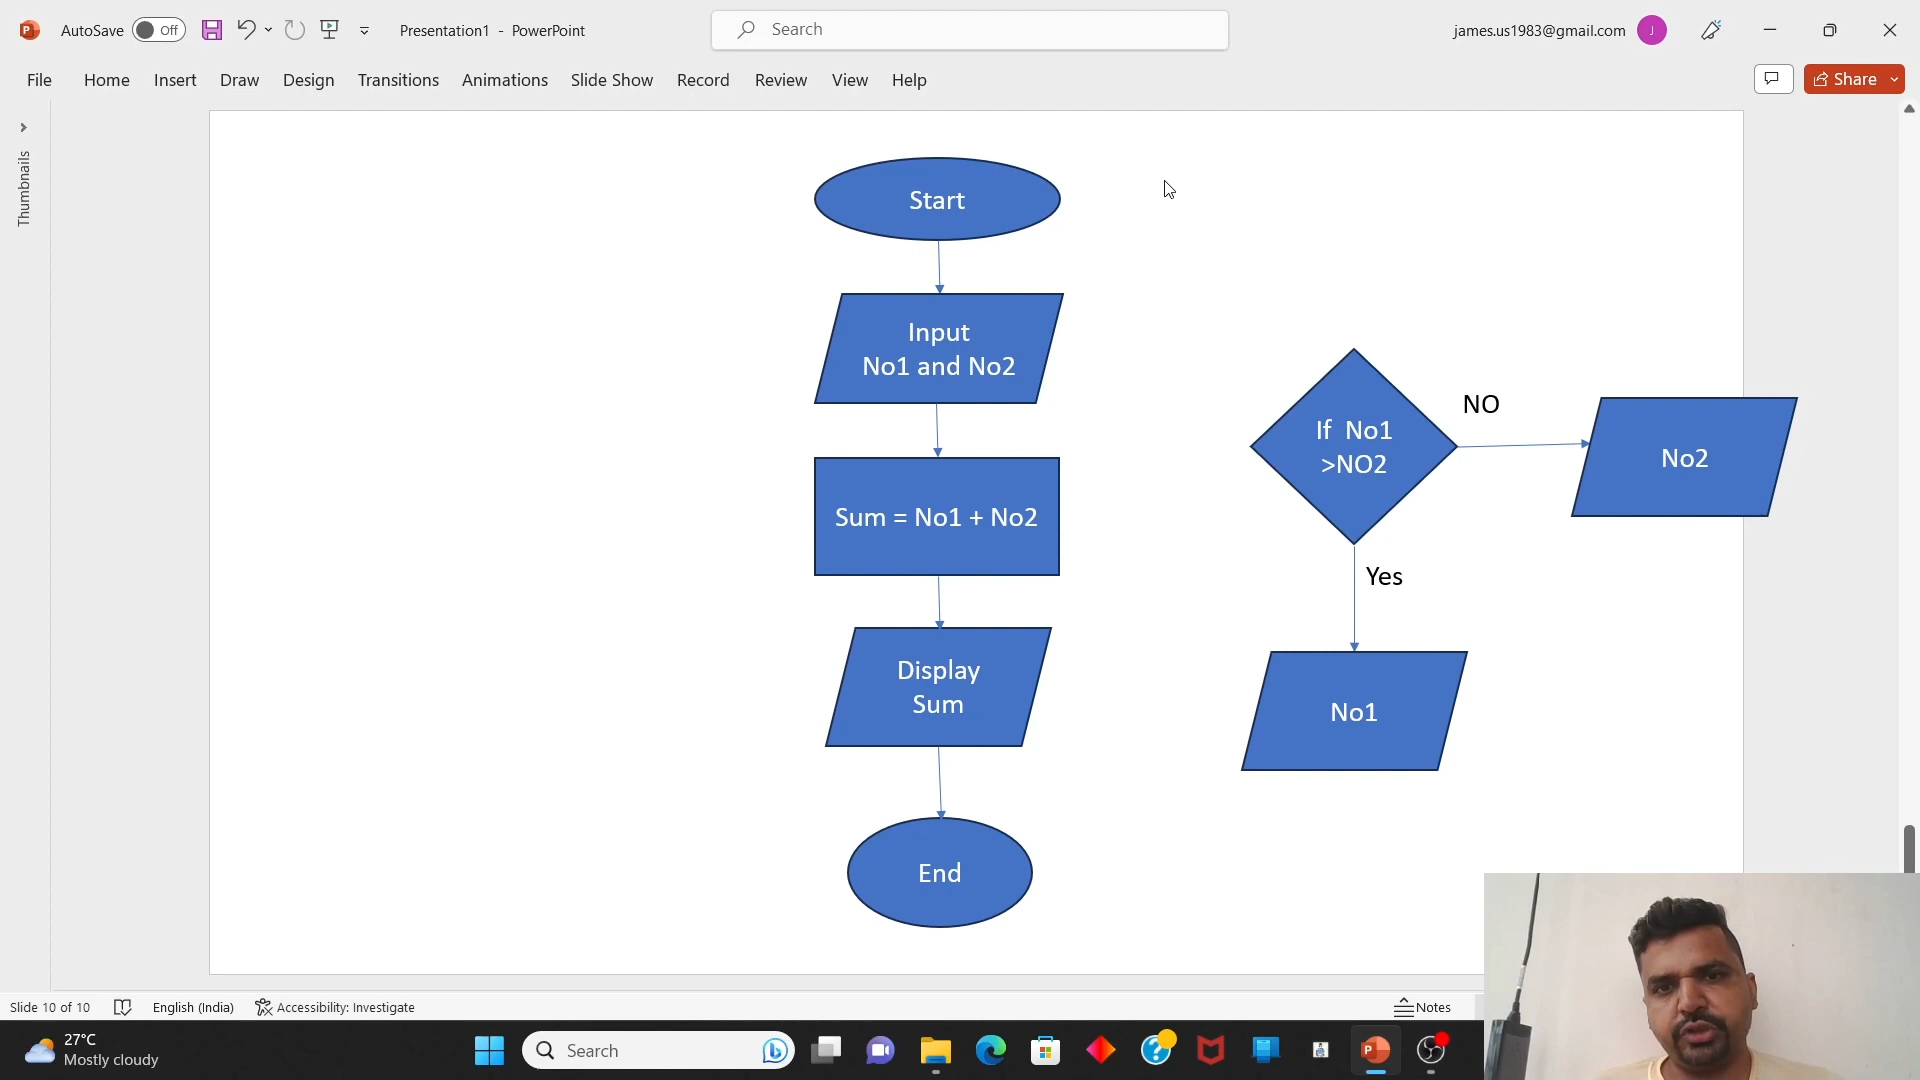 AutoSave Off Presentation1 - PowerPoint Search james.us1983@gmail.com J
File Home Insert Draw Design Transitions Animations Slide Show Record Review View Help Share
Thumbnails
Start
Input
No1 and No2
Sum = No1 + No2
Display
Sum
End
If No1
>NO2
NO
No2
Yes
No1
Slide 10 of 10 English (India) Accessibility: Investigate Notes
27°C
Mostly cloudy
Search